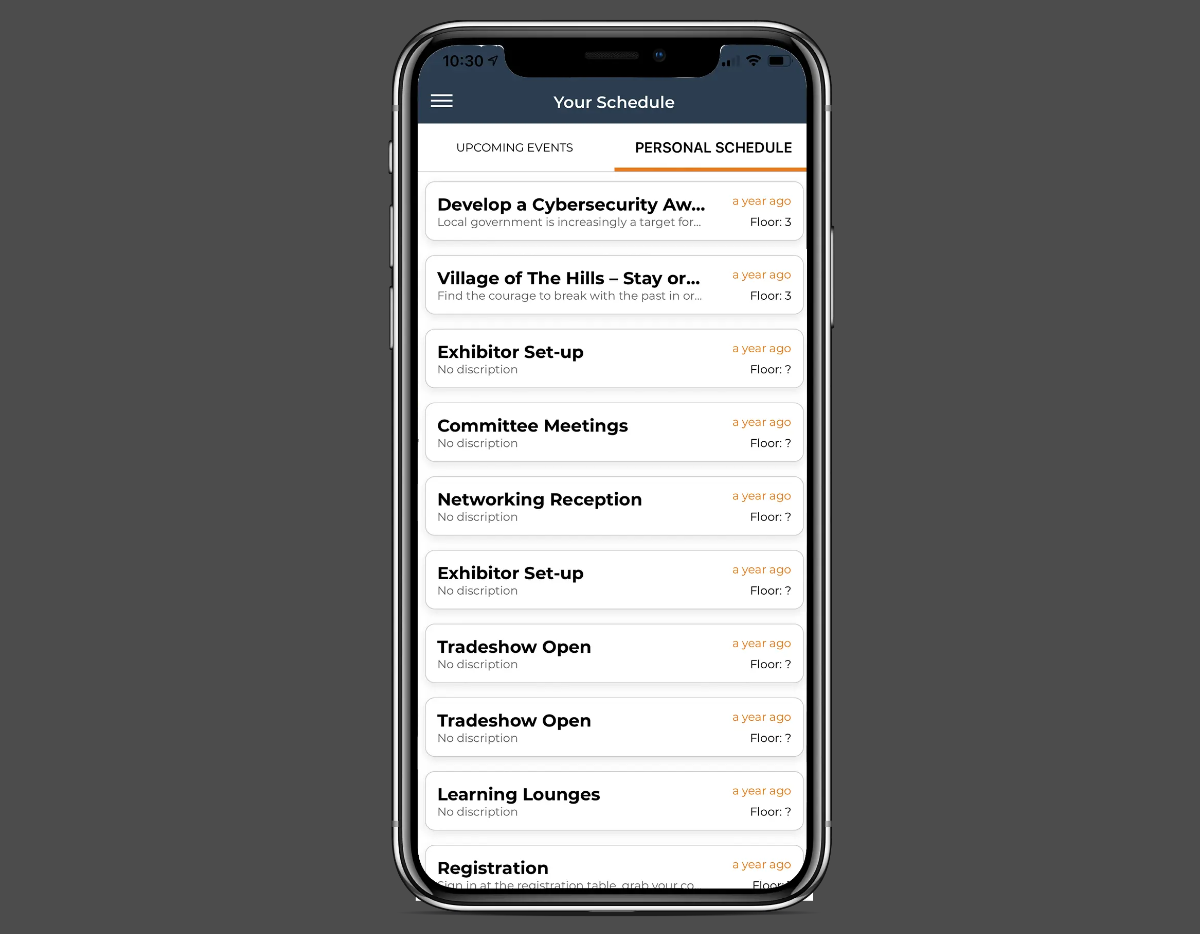 10:30
Your Schedule
UPCOMING EVENTS
PERSONAL SCHEDULE
Develop a Cybersecurity Aw...
a year ago
Local government is increasingly a target for...
Floor: 3
Village of The Hills – Stay or...
a year ago
Find the courage to break with the past in or...
Floor: 3
Exhibitor Set-up
a year ago
No discription
Floor: ?
Committee Meetings
a year ago
No discription
Floor: ?
Networking Reception
a year ago
No discription
Floor: ?
Exhibitor Set-up
a year ago
No discription
Floor: ?
Tradeshow Open
a year ago
No discription
Floor: ?
Tradeshow Open
a year ago
No discription
Floor: ?
Learning Lounges
a year ago
No discription
Floor: ?
Registration
a year ago
Sign in at the registration table, grab your co
Floor: